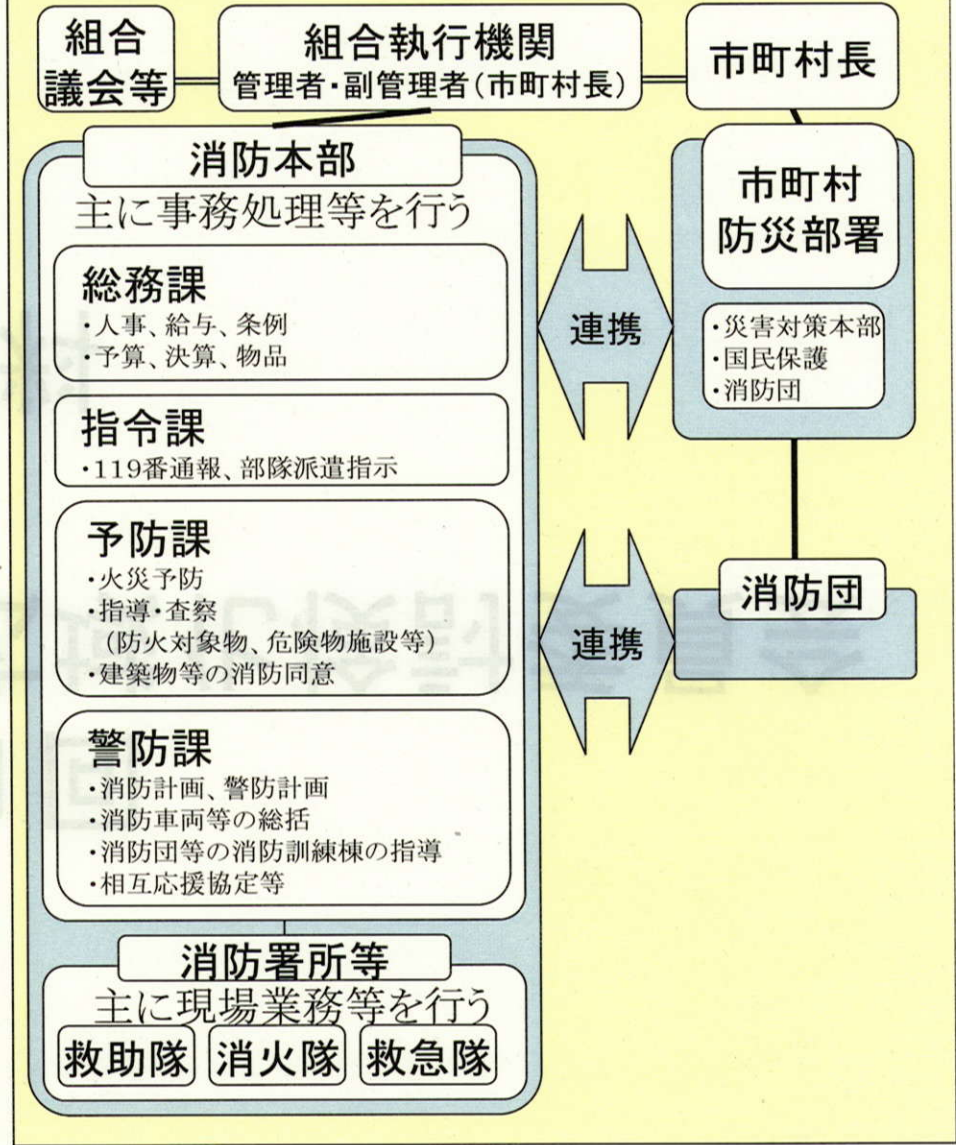 組合
議会等
組合執行機関
管理者・副管理者(市町村長)
市町村長
消防本部
主に事務処理等を行う
総務課
・人事、給与、条例
・予算、決算、物品
指令課
・119番通報、部隊派遣指示
予防課
・火災予防
・指導・査察
(防火対象物、危険物施設等)
・建築物等の消防同意
警防課
・消防計画、警防計画
・消防車両等の総括
・消防団等の消防訓練棟の指導
・相互応援協定等
消防署所等
主に現場業務等を行う
救助隊
消火隊
救急隊
連携
連携
市町村
防災部署
・災害対策本部
・国民保護
・消防団
消防団